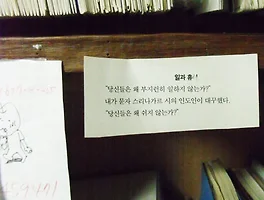 일과 휴식
"당신들은 왜 부지런히 일하지 않는가?"
내가 묻자 스리나가르 시의 인도인이 대꾸했다.
"당신들은 왜 쉬지 않는가?"